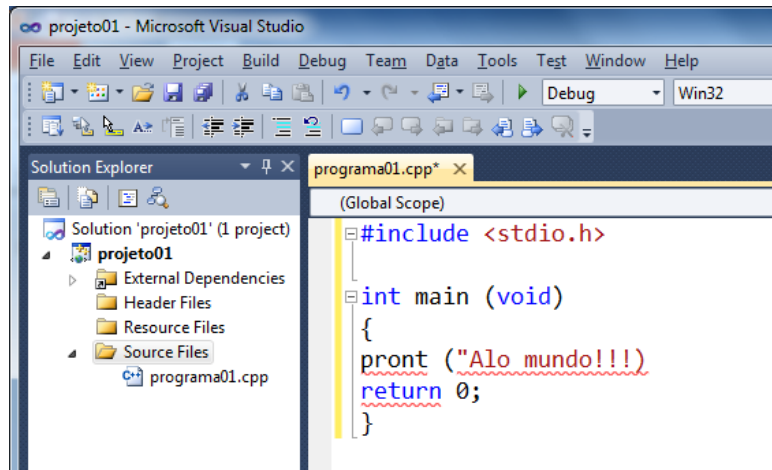 projeto01 - Microsoft Visual Studio
File Edit View Project Build Debug Team Data Tools Test Window Help
Debug Win32
Solution Explorer
programa01.cpp*
(Global Scope)
Solution 'projeto01' (1 project)
projeto01
External Dependencies
Header Files
Resource Files
Source Files
programa01.cpp
#include <stdio.h>
int main (void)
{
pront ("Alo mundo!!!)
return 0;
}